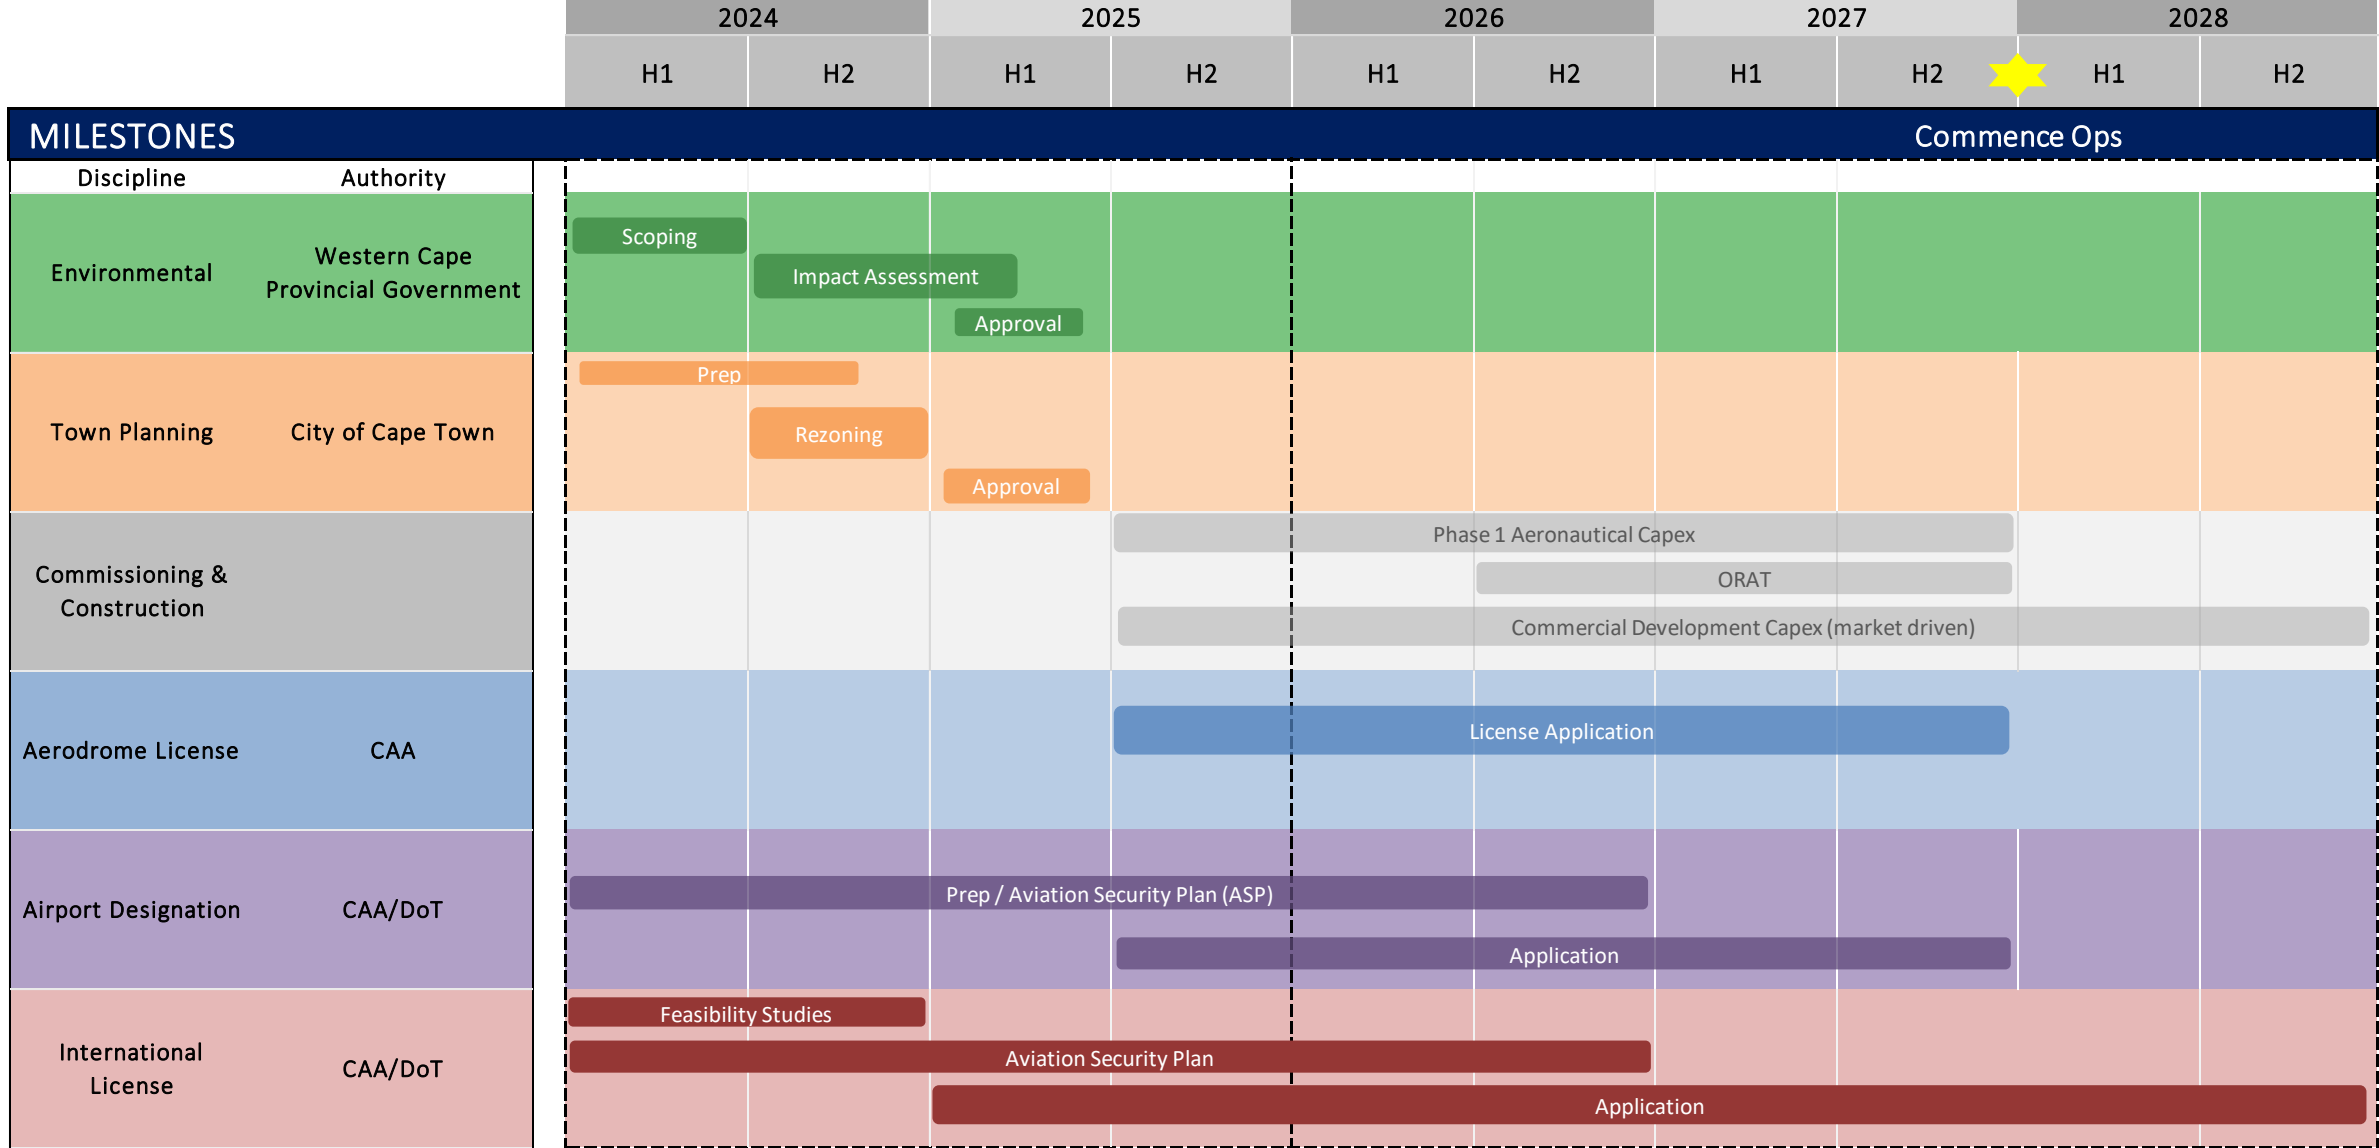 2024 2025 2026 2027 2028
H1 H2 H1 H2 H1 H2 H1 H2 H1 H2
MILESTONES Commence Ops
Discipline Authority
Environmental
Western Cape
Provincial Government
Scoping
Impact Assessment
Approval
Town Planning
City of Cape Town
Prep
Rezoning
Approval
Commissioning &
Construction
Phase 1 Aeronautical Capex
ORAT
Commercial Development Capex (market driven)
Aerodrome License
CAA
License Application
Airport Designation
CAA/DoT
Prep / Aviation Security Plan (ASP)
Application
International
License
CAA/DoT
Feasibility Studies
Aviation Security Plan
Application